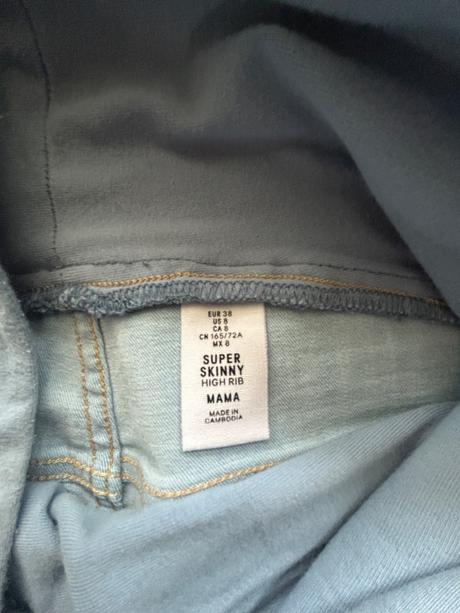 EUR 38
US 8
CA 8
CN 165/72A
MX 8
SUPER
SKINNY
HIGH RIB
MAMA
MADE IN
CAMBODIA